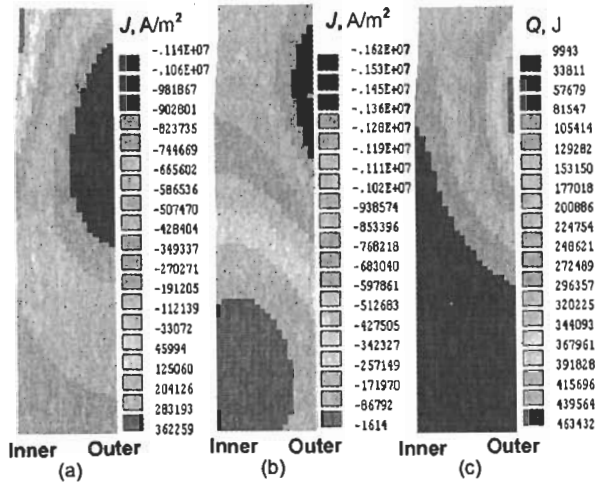 J, A/m²
-.114E+07
-.106E+07
-981867
-902801
-823735
-744669
-665602
-586536
-507470
-428404
-349337
-270271
-191205
-112139
-33072
45994
125060
204126
283193
362259
Inner Outer
(a)
J, A/m²
-.162E+07
-.153E+07
-.145E+07
-.136E+07
-.128E+07
-.119E+07
-.111E+07
-.102E+07
-938574
-853396
-768218
-683040
-597861
-512683
-427505
-342327
-257149
-171970
-86792
-1614
Inner Outer
(b)
Q, J
9943
33811
57679
81547
105414
129282
153150
177018
200886
224754
248621
272489
296357
320225
344093
367961
391828
415696
439564
463432
Inner Outer
(c)